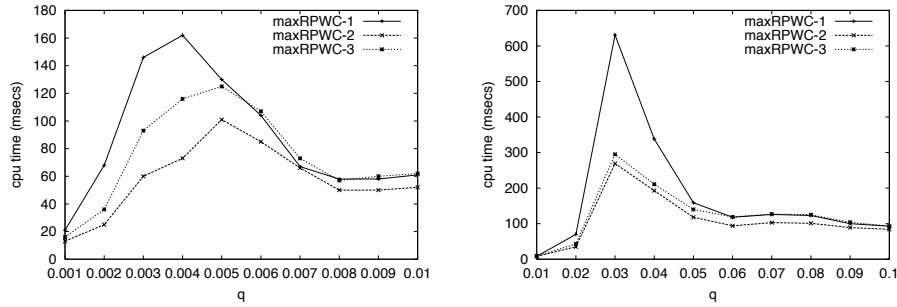 180
160
140
120
100
80
60
40
20
0
cpu time (msecs)
maxRPWC-1
maxRPWC-2
maxRPWC-3
0.001 0.002 0.003 0.004 0.005 0.006 0.007 0.008 0.009 0.01
q
700
600
500
400
300
200
100
0
cpu time (msecs)
maxRPWC-1
maxRPWC-2
maxRPWC-3
0.01 0.02 0.03 0.04 0.05 0.06 0.07 0.08 0.09 0.1
q